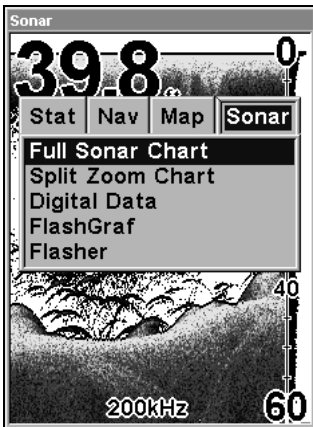 Sonar
39.8
0
Stat Nav Map Sonar
Full Sonar Chart
Split Zoom Chart
Digital Data
FlashGraf
Flasher
40
200kHz
60